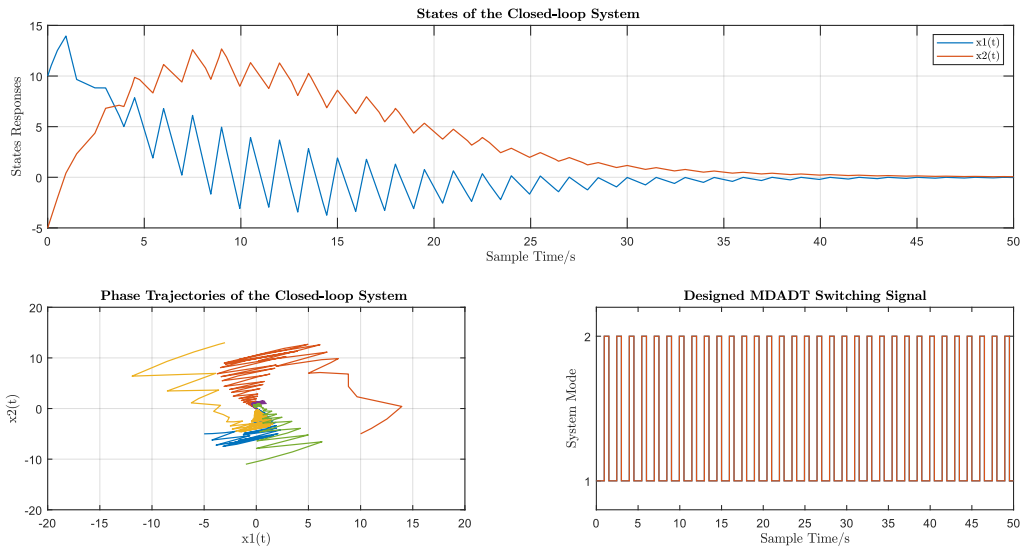 States of the Closed-loop System
15
10
5
0
-5
States Responses
x1(t)
x2(t)
0 5 10 15 20 25 30 35 40 45 50
Sample Time/s
Phase Trajectories of the Closed-loop System
20
10
0
-10
-20
x2(t)
-20 -15 -10 -5 0 5 10 15 20
x1(t)
Designed MDADT Switching Signal
2
1
System Mode
0 5 10 15 20 25 30 35 40 45 50
Sample Time/s